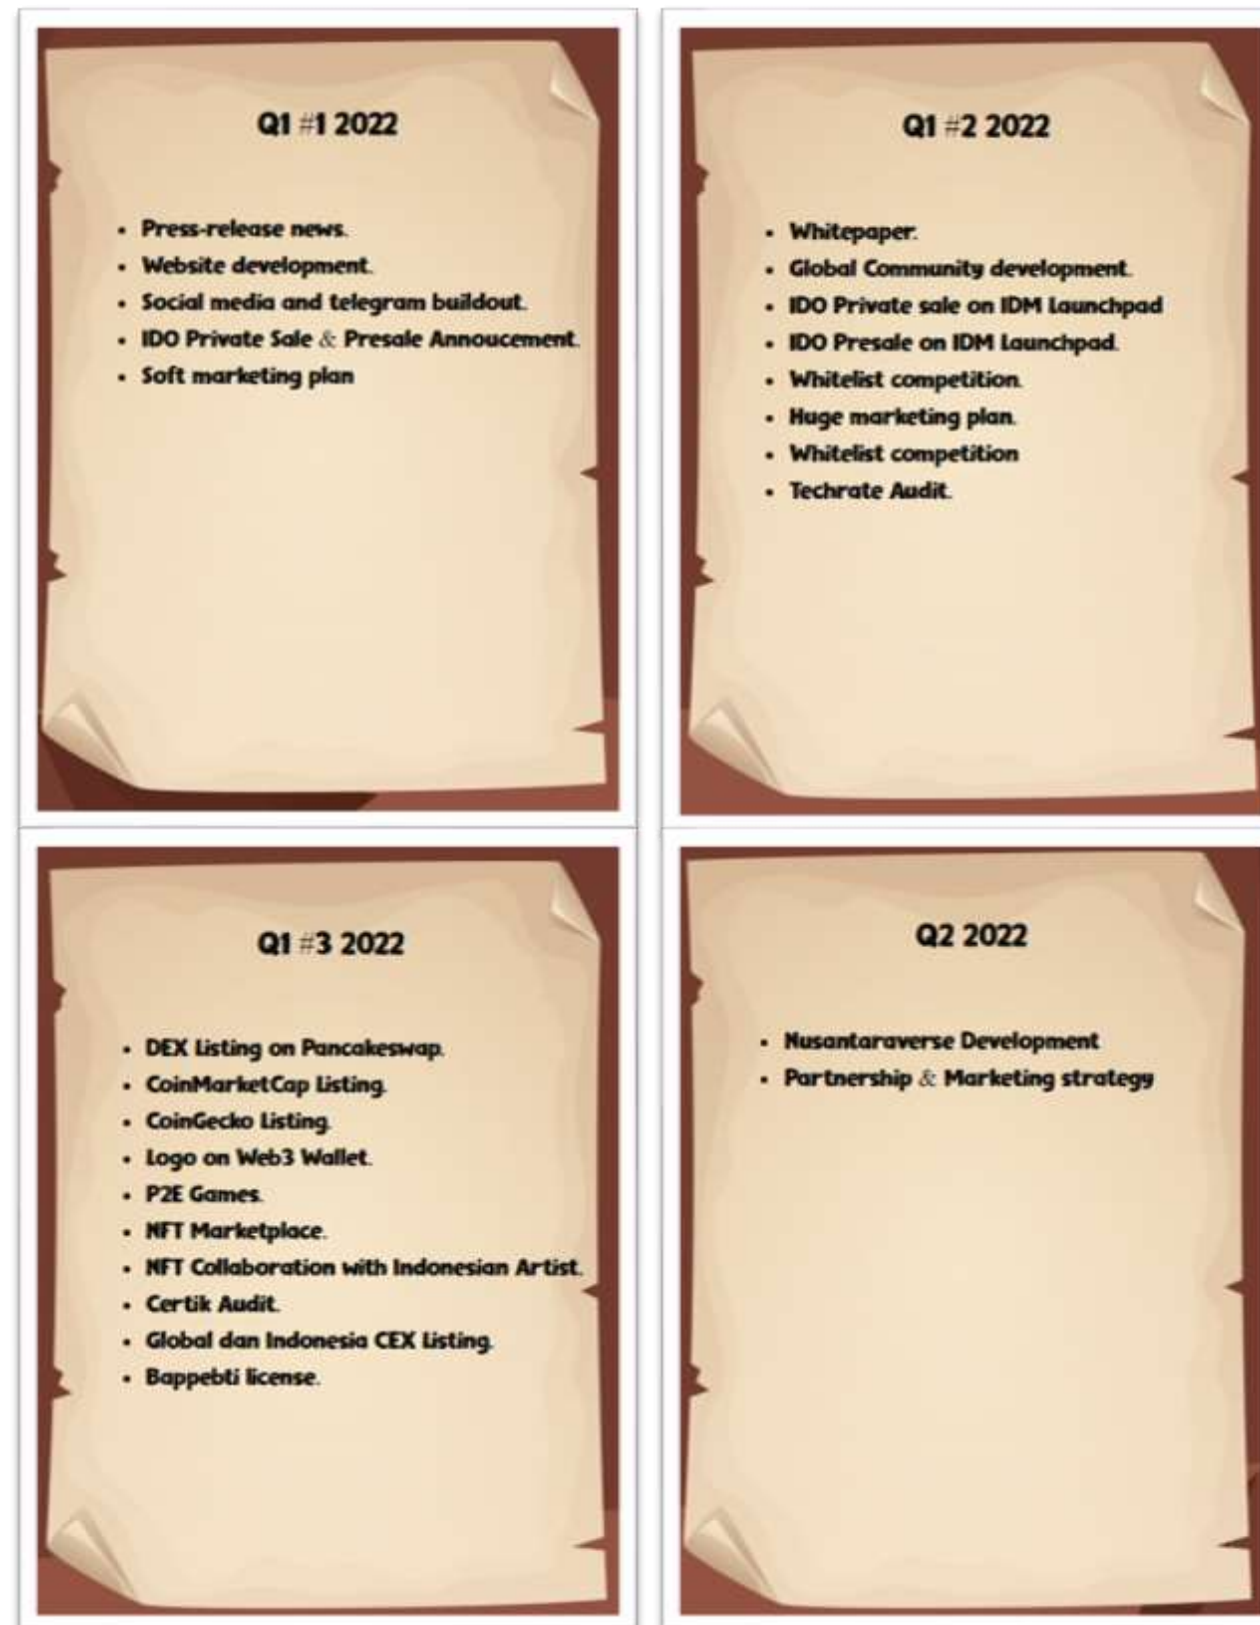 Q1 #1 2022
• Press-release news.
• Website development.
• Social media and telegram buildout.
• IDO Private Sale & Presale Annoucement.
• Soft marketing plan
Q1 #2 2022
• Whitepaper.
• Global Community development.
• IDO Private sale on IDM Launchpad
• IDO Presale on IDM Launchpad.
• Whitelist competition.
• Huge marketing plan.
• Whitelist competition
• Techrate Audit.
Q1 #3 2022
• DEX Listing on Pancakeswap.
• CoinMarketCap Listing.
• CoinGecko Listing.
• Logo on Web3 Wallet.
• P2E Games.
• NFT Marketplace.
• NFT Collaboration with Indonesian Artist.
• Certik Audit.
• Global dan Indonesia CEX Listing.
• Bappebti license.
Q2 2022
• Nusantaraverse Development
• Partnership & Marketing strategy